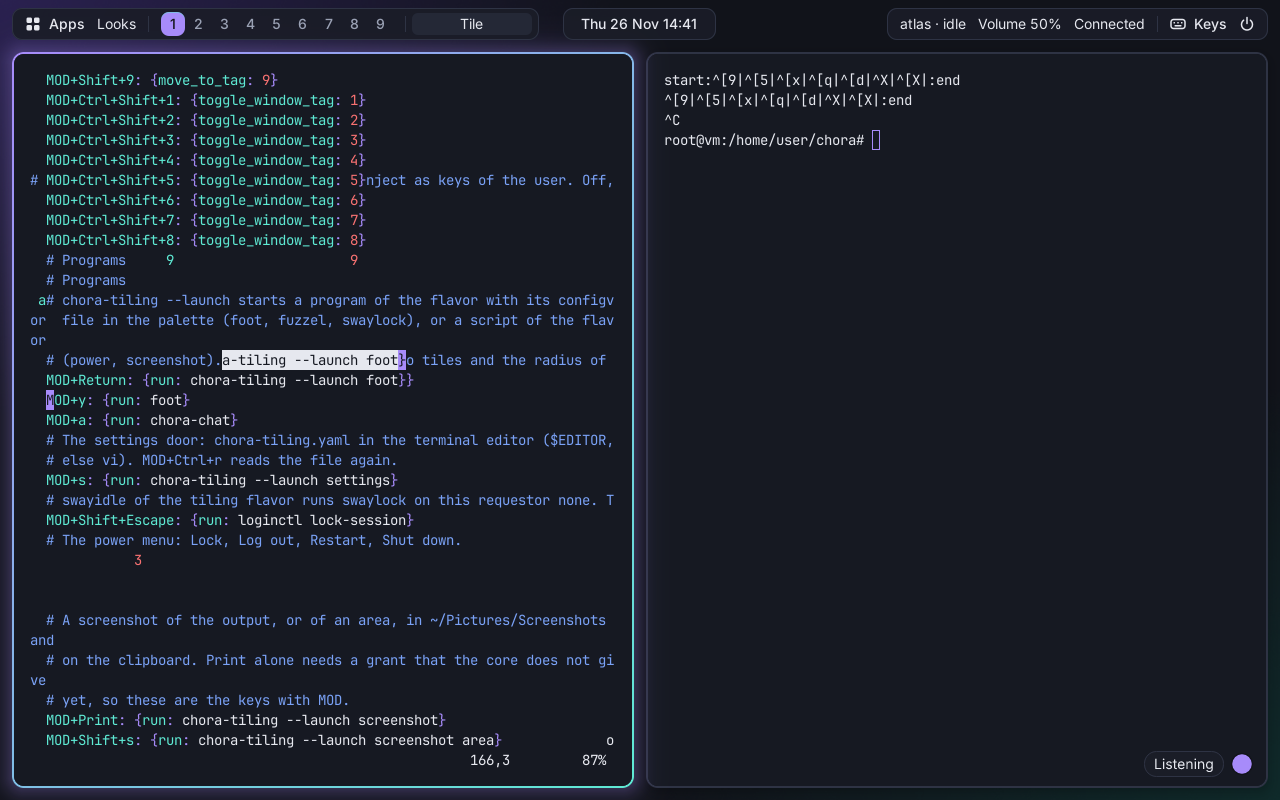 Apps Looks 1 2 3 4 5 6 7 8 9 Tile Thu 26 Nov 14:41 atlas · idle Volume 50% Connected Keys
MOD+Shift+9: {move_to_tag: 9}
MOD+Ctrl+Shift+1: {toggle_window_tag: 1}
MOD+Ctrl+Shift+2: {toggle_window_tag: 2}
MOD+Ctrl+Shift+3: {toggle_window_tag: 3}
MOD+Ctrl+Shift+4: {toggle_window_tag: 4}
# MOD+Ctrl+Shift+5: {toggle_window_tag: 5}nject as keys of the user. Off,
MOD+Ctrl+Shift+6: {toggle_window_tag: 6}
MOD+Ctrl+Shift+7: {toggle_window_tag: 7}
MOD+Ctrl+Shift+8: {toggle_window_tag: 8}
# Programs 9 9
# Programs
a# chora-tiling --launch starts a program of the flavor with its configv
or file in the palette (foot, fuzzel, swaylock), or a script of the flav
or
# (power, screenshot).a-tiling --launch foot}o tiles and the radius of
MOD+Return: {run: chora-tiling --launch foot}}
MOD+y: {run: foot}
MOD+a: {run: chora-chat}
# The settings door: chora-tiling.yaml in the terminal editor ($EDITOR,
# else vi). MOD+Ctrl+r reads the file again.
MOD+s: {run: chora-tiling --launch settings}
# swayidle of the tiling flavor runs swaylock on this requestor none. T
MOD+Shift+Escape: {run: loginctl lock-session}
# The power menu: Lock, Log out, Restart, Shut down.
3
# A screenshot of the output, or of an area, in ~/Pictures/Screenshots
and
# on the clipboard. Print alone needs a grant that the core does not gi
ve
# yet, so these are the keys with MOD.
MOD+Print: {run: chora-tiling --launch screenshot}
MOD+Shift+s: {run: chora-tiling --launch screenshot area} o
166,3 87%
start:^[9|^[5|^[x|^[q|^[d|^X|^[X|:end
^[9|^[5|^[x|^[q|^[d|^X|^[X|:end
^C
root@vm:/home/user/chora#
Listening